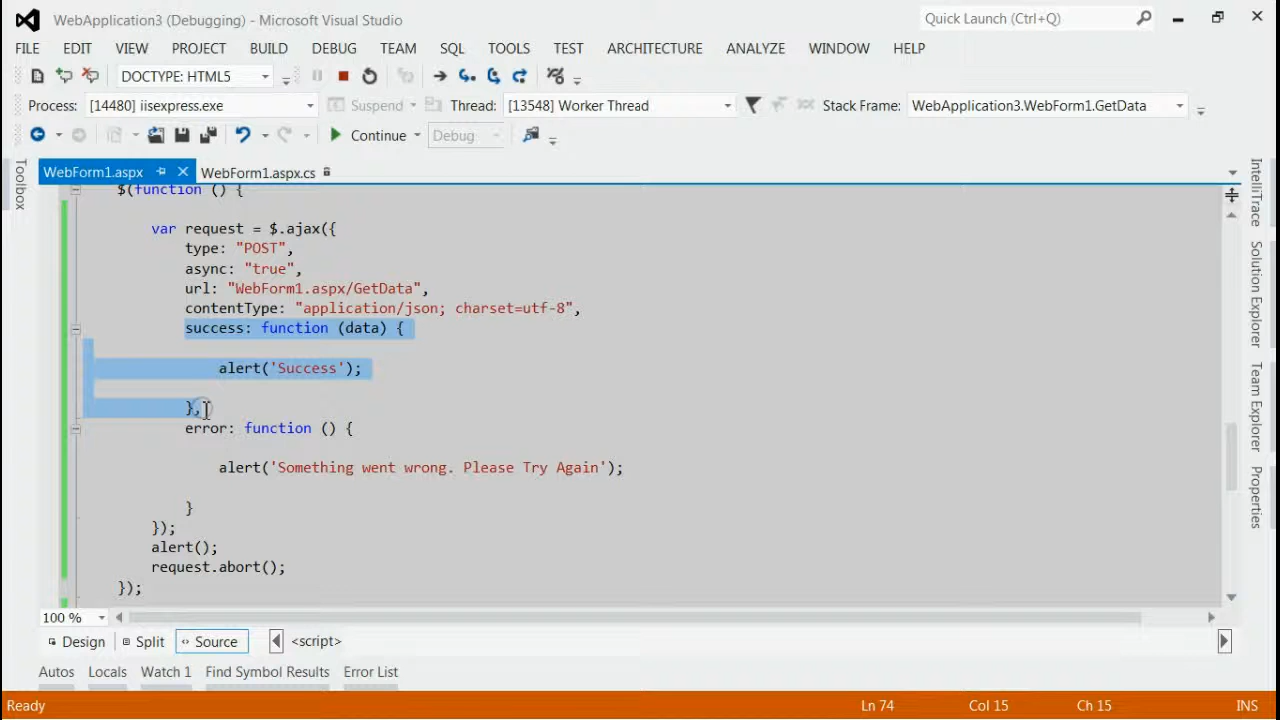 WebApplication3 (Debugging) - Microsoft Visual Studio
Quick Launch (Ctrl+Q)
FILE EDIT VIEW PROJECT BUILD DEBUG TEAM SQL TOOLS TEST ARCHITECTURE ANALYZE WINDOW HELP
DOCTYPE: HTML5
Process: [14480] iisexpress.exe Suspend Thread: [13548] Worker Thread Stack Frame: WebApplication3.WebForm1.GetData
Continue Debug
Toolbox
WebForm1.aspx WebForm1.aspx.cs
$(function () {
var request = $.ajax({
type: "POST",
async: "true",
url: "WebForm1.aspx/GetData",
contentType: "application/json; charset=utf-8",
success: function (data) {
alert('Success');
},
error: function () {
alert('Something went wrong. Please Try Again');
}
});
alert();
request.abort();
});
IntelliTrace
Solution Explorer
Team Explorer
Properties
100 %
Design Split Source <script>
Autos Locals Watch 1 Find Symbol Results Error List
Ready Ln 74 Col 15 Ch 15 INS